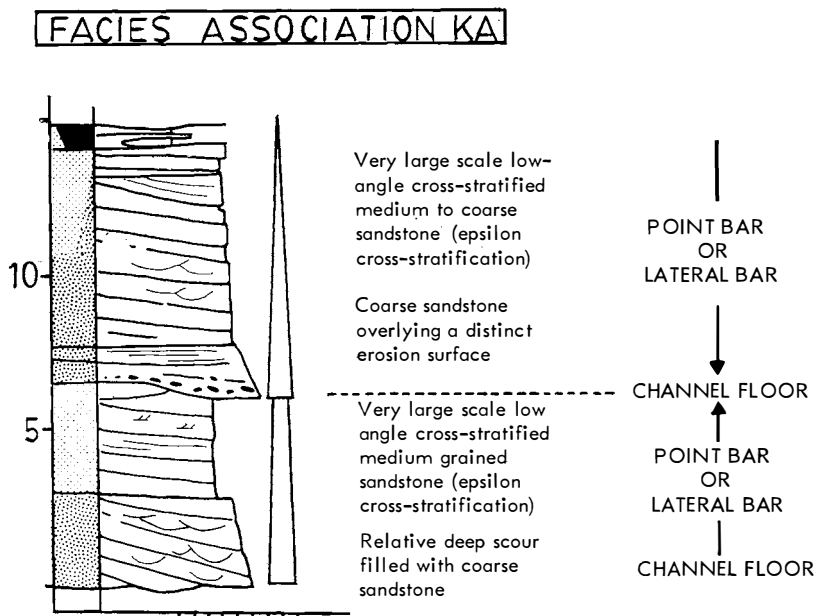 FACIES ASSOCIATION KA
Very large scale low-
angle cross-stratified
medium to coarse
sandstone (epsilon
cross-stratification)
Coarse sandstone
overlying a distinct
erosion surface
Very large scale low
angle cross-stratified
medium grained
sandstone (epsilon
cross-stratification)
Relative deep scour
filled with coarse
sandstone
10
5
POINT BAR
OR
LATERAL BAR
CHANNEL FLOOR
POINT BAR
OR
LATERAL BAR
CHANNEL FLOOR